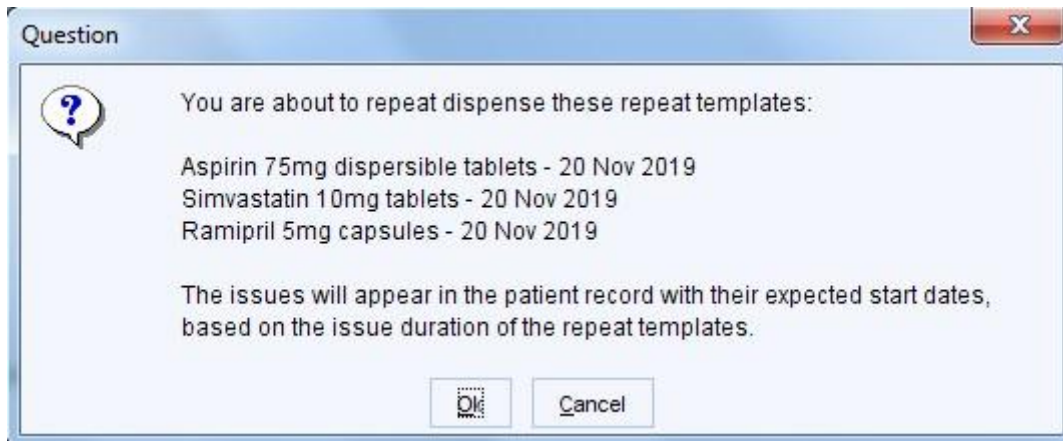 Question
You are about to repeat dispense these repeat templates:
Aspirin 75mg dispersible tablets - 20 Nov 2019
Simvastatin 10mg tablets - 20 Nov 2019
Ramipril 5mg capsules - 20 Nov 2019
The issues will appear in the patient record with their expected start dates,
based on the issue duration of the repeat templates.
Ok Cancel